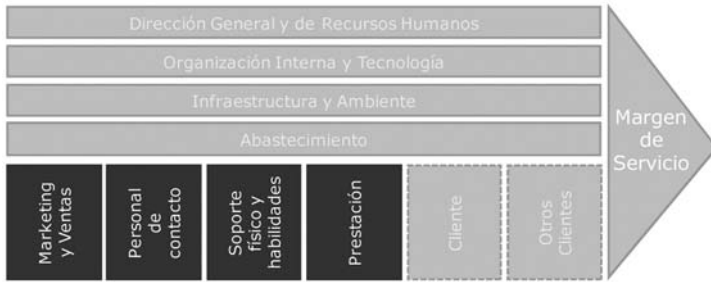 Dirección General y de Recursos Humanos
Organización Interna y Tecnología
Infraestructura y Ambiente
Abastecimiento
Marketing
y Ventas
Personal
de
contacto
Soporte
físico y
habilidades
Prestación
Cliente
Otros
Clientes
Margen
de
Servicio